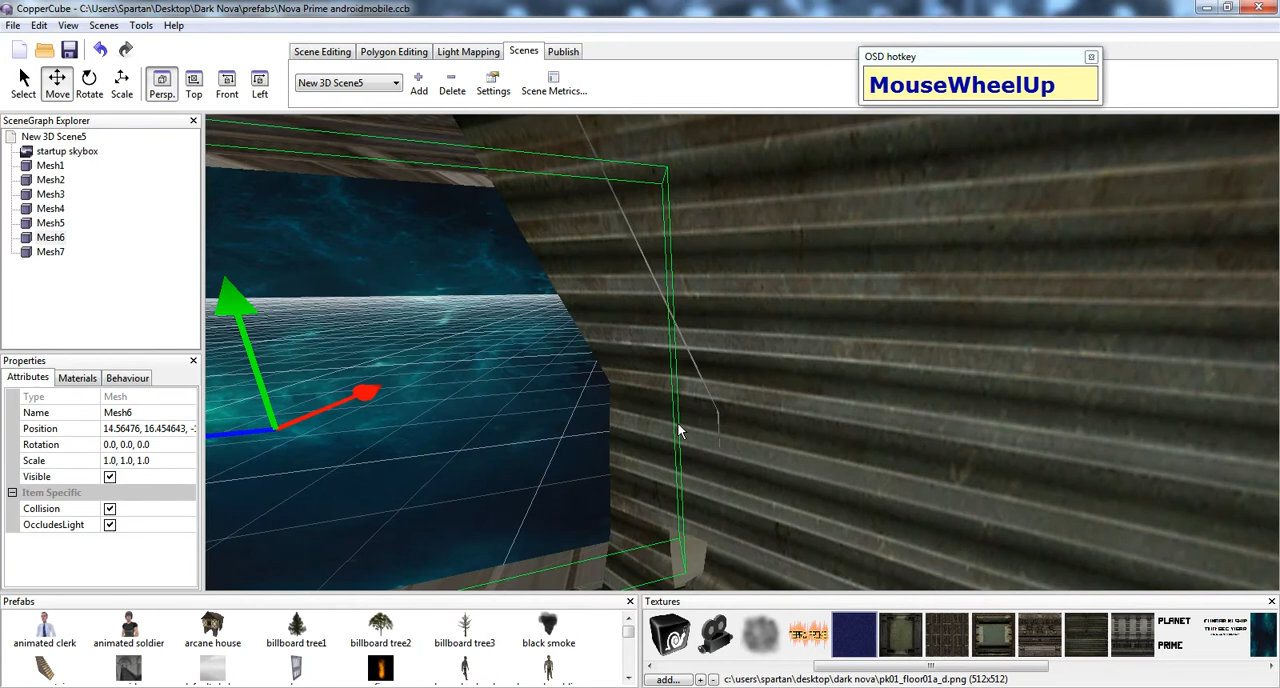 CopperCube - C:\Users\Spartan\Desktop\Dark Nova\prefabs\Nova Prime androidmobile.ccb
File Edit View Scenes Tools Help
Scene Editing Polygon Editing Light Mapping Scenes Publish
OSD hotkey
MouseWheelUp
New 3D Scene5
Select Move Rotate Scale Persp. Top Front Left Add Delete Settings Scene Metrics...
SceneGraph Explorer
New 3D Scene5
startup skybox
Mesh1
Mesh2
Mesh3
Mesh4
Mesh5
Mesh6
Mesh7
Properties
Attributes Materials Behaviour
Type Mesh
Name Mesh6
Position 14.56476, 16.454643, -
Rotation 0.0, 0.0, 0.0
Scale 1.0, 1.0, 1.0
Visible
Item Specific
Collision
OccludesLight
Prefabs
animated clerk animated soldier arcane house billboard tree1 billboard tree2 billboard tree3 black smoke
Textures
PLANET
PRIME
add... + - c:\users\spartan\desktop\dark nova\pk01_floor01a_d.png (512x512)